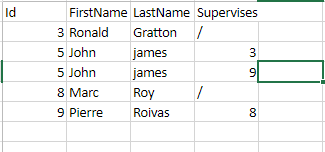 Id FirstName LastName Supervises
3 Ronald Gratton /
5 John james 3
5 John james 9
8 Marc Roy /
9 Pierre Roivas 8